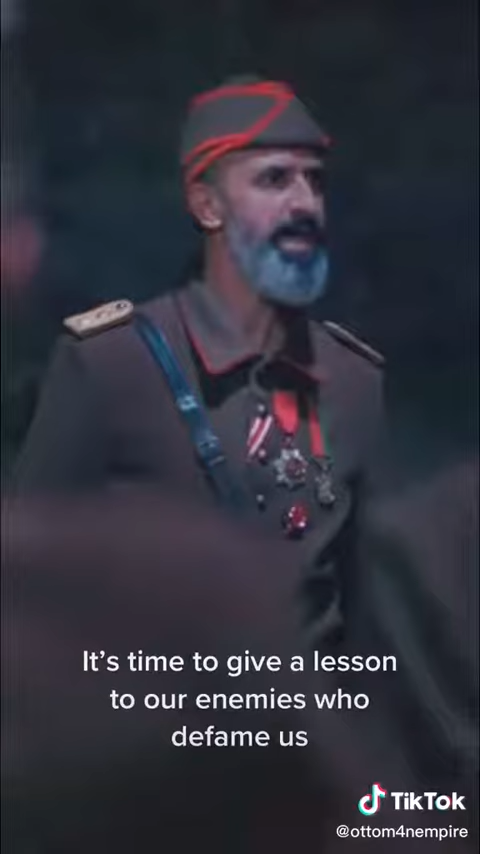 It’s time to give a lesson
to our enemies who
defame us
TikTok
@ottom4nempire